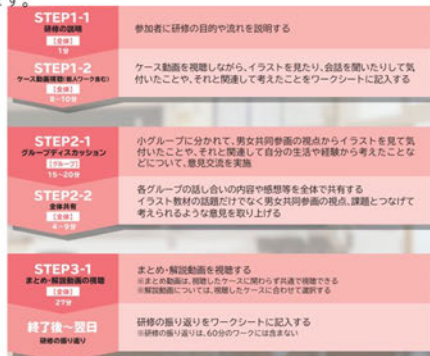 ます。
STEP1-1
研修の説明
【全体】
1分
参加者に研修の目的や流れを説明する
STEP1-2
ケース動画視聴(個人ワーク含む)
【全体】
8~10分
ケース動画を視聴しながら、イラストを見たり、会話を聞いたりして気
付いたことや、それと関連して考えたことをワークシートに記入する
STEP2-1
グループディスカッション
【グループ】
15~20分
小グループに分かれて、男女共同参画の視点からイラストを見て気
付いたことや、それと関連して自分の生活や経験から考えたことな
どについて、意見交流を実施
STEP2-2
全体共有
【全体】
4~9分
各グループの話し合いの内容や感想等を全体で共有する
イラスト教材の話題だけでなく男女共同参画の視点、課題とつなげて
考えられるような意見を取り上げる
STEP3-1
まとめ・解説動画の視聴
【全体】
27分
まとめ・解説動画を視聴する
※まとめ動画は、視聴したケースに関わらず共通で視聴できる
※解説動画については、視聴したケースに合わせて選択する
終了後~翌日
研修の振り返り
研修の振り返りをワークシートに記入する
※研修の振り返りは、60分のワークには含まない